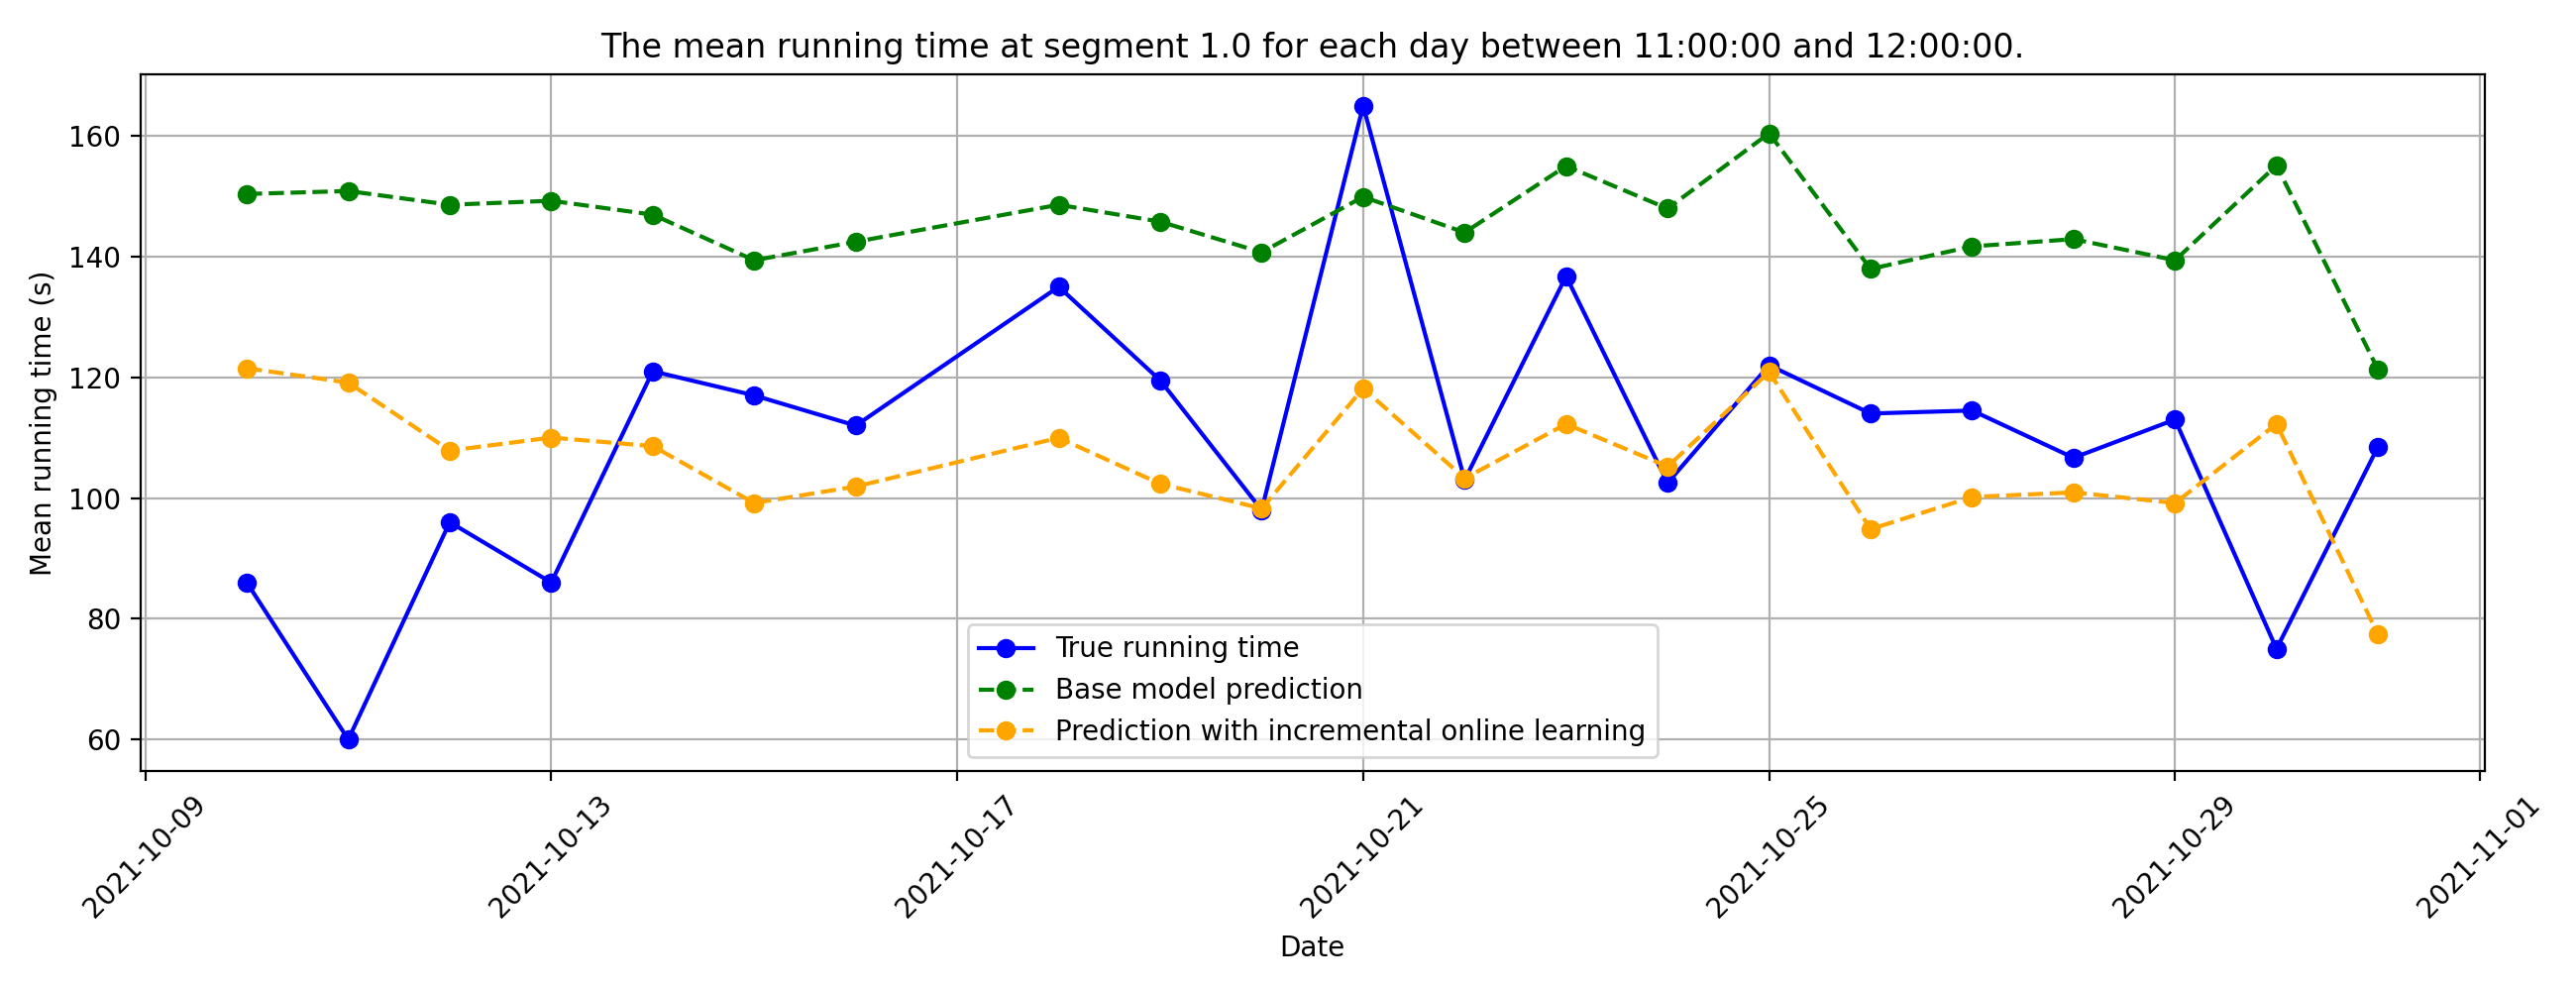 The mean running time at segment 1.0 for each day between 11:00:00 and 12:00:00.
Mean running time (s)
160
140
120
100
80
60
True running time
Base model prediction
Prediction with incremental online learning
2021-10-09
2021-10-13
2021-10-17
2021-10-21
2021-10-25
2021-10-29
2021-11-01
Date